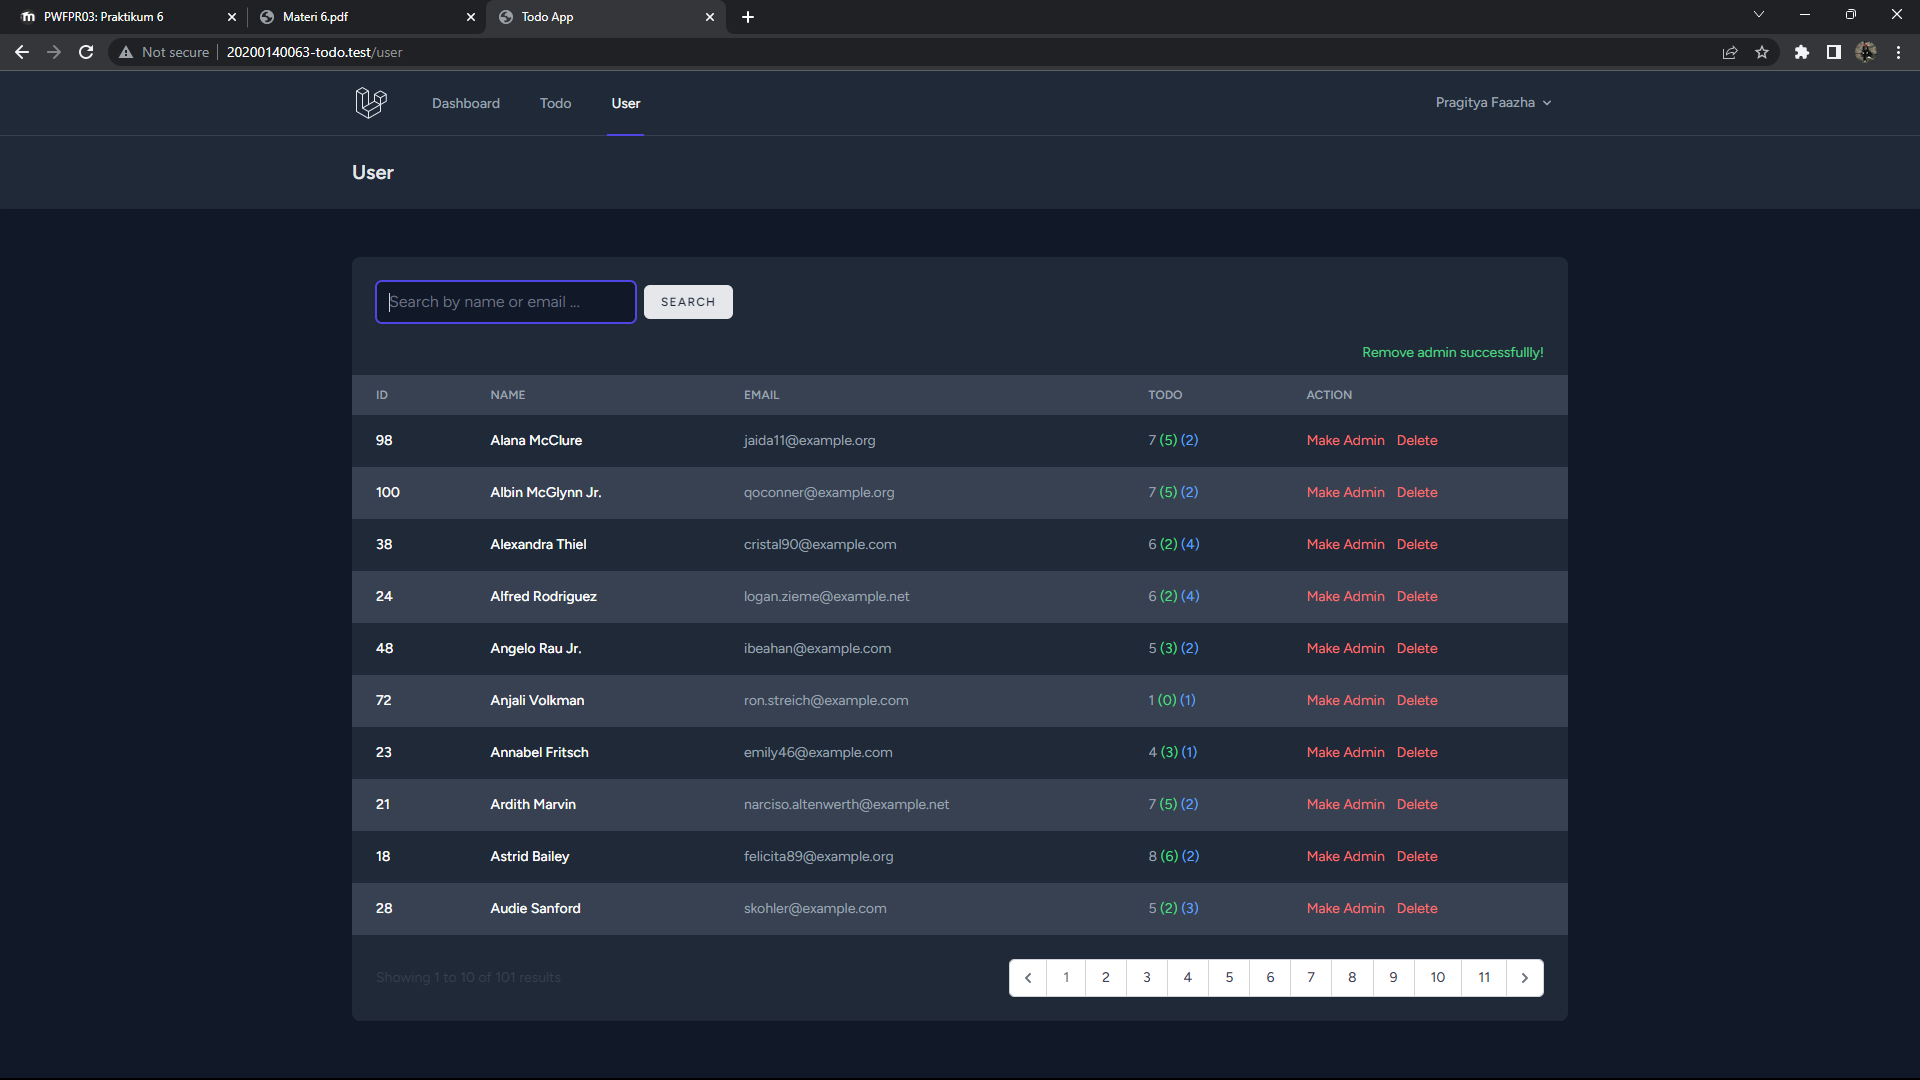 PWFPR03: Praktikum 6
Materi 6.pdf
Todo App
Not secure
20200140063-todo.test/user
Dashboard
Todo
User
Pragitya Faazha
User
Search by name or email ...
SEARCH
Remove admin successfullly!
ID NAME EMAIL TODO ACTION
98 Alana McClure jaida11@example.org 7 (5) (2) Make Admin Delete
100 Albin McGlynn Jr. qoconner@example.org 7 (5) (2) Make Admin Delete
38 Alexandra Thiel cristal90@example.com 6 (2) (4) Make Admin Delete
24 Alfred Rodriguez logan.zieme@example.net 6 (2) (4) Make Admin Delete
48 Angelo Rau Jr. ibeahan@example.com 5 (3) (2) Make Admin Delete
72 Anjali Volkman ron.streich@example.com 1 (0) (1) Make Admin Delete
23 Annabel Fritsch emily46@example.com 4 (3) (1) Make Admin Delete
21 Ardith Marvin narciso.altenwerth@example.net 7 (5) (2) Make Admin Delete
18 Astrid Bailey felicita89@example.org 8 (6) (2) Make Admin Delete
28 Audie Sanford skohler@example.com 5 (2) (3) Make Admin Delete
Showing 1 to 10 of 101 results
1 2 3 4 5 6 7 8 9 10 11